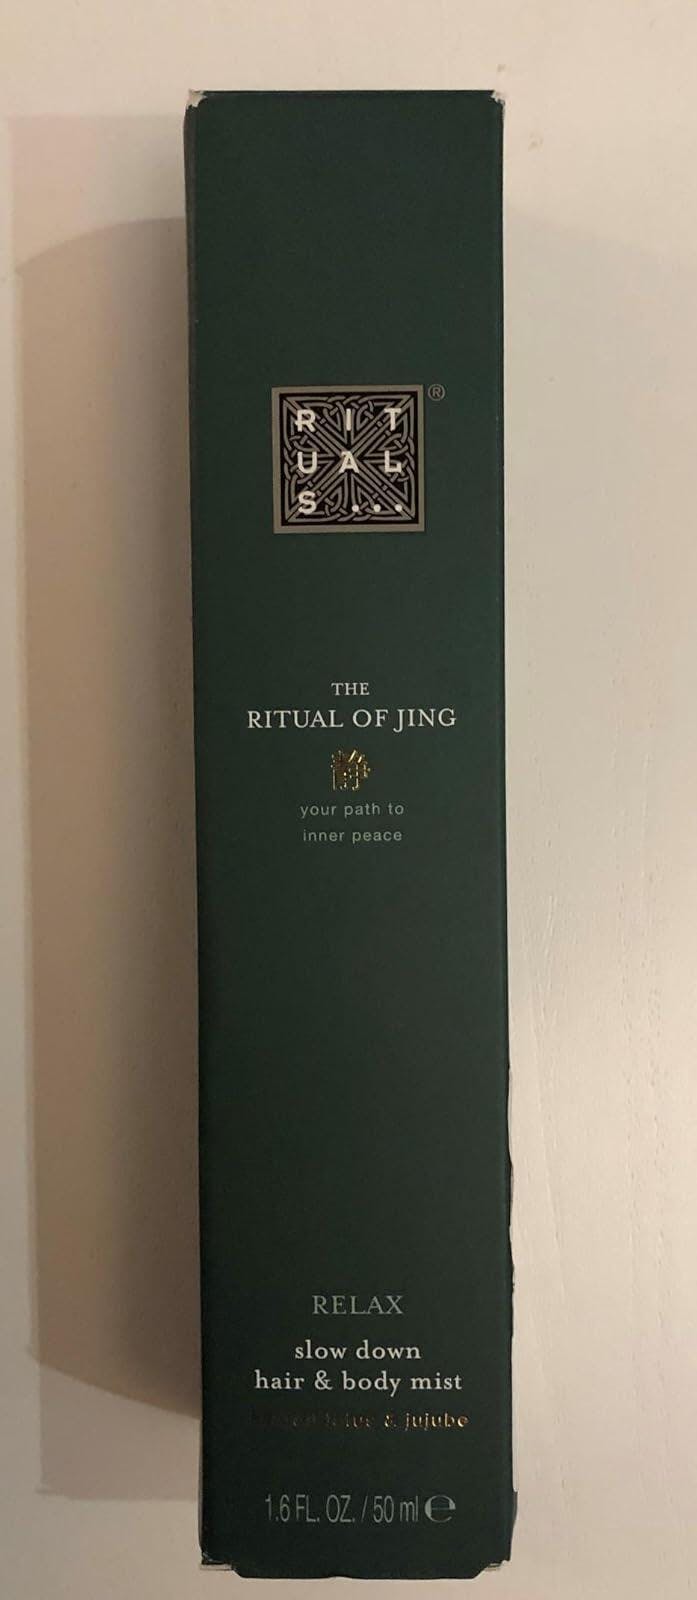 RIT
UAL
S...
®
THE
RITUAL OF JING
静
your path to
inner peace
RELAX
slow down
hair & body mist
lotus & jujube
1.6 FL. OZ. / 50 ml ℮